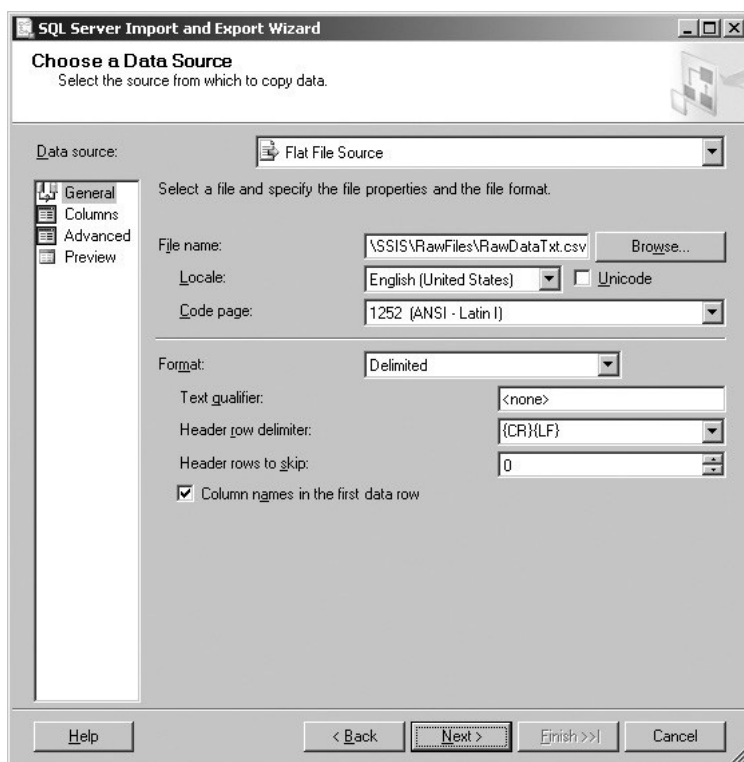 SQL Server Import and Export Wizard
Choose a Data Source
Select the source from which to copy data.
Data source: Flat File Source
General
Columns
Advanced
Preview
Select a file and specify the file properties and the file format.
File name: \SSIS\RawFiles\RawDataTxt.csv Browse...
Locale: English (United States) Unicode
Code page: 1252 (ANSI - Latin I)
Format: Delimited
Text qualifier: <none>
Header row delimiter: {CR}{LF}
Header rows to skip: 0
Column names in the first data row
Help < Back Next > Finish >>| Cancel